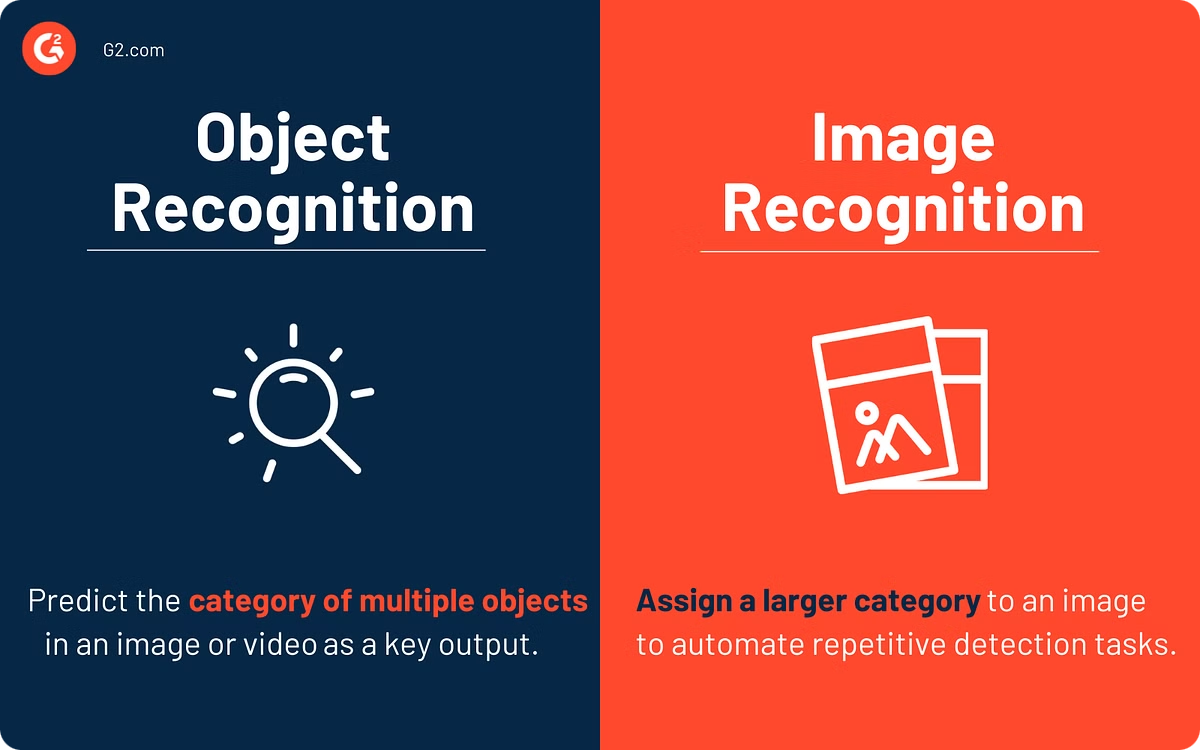 G2.com
Object
Recognition
Predict the category of multiple objects
in an image or video as a key output.
Image
Recognition
Assign a larger category to an image
to automate repetitive detection tasks.